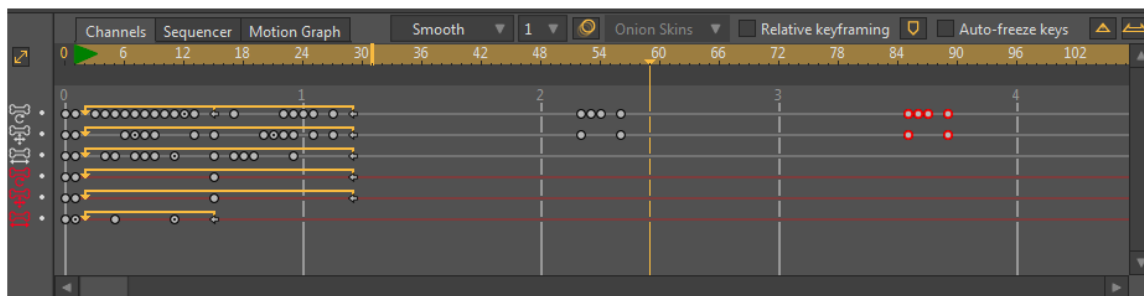 Channels Sequencer Motion Graph Smooth 1 Onion Skins Relative keyframing Auto-freeze keys
0 6 12 18 24 30 36 42 48 54 60 66 72 78 84 90 96 102
0 1 2 3 4